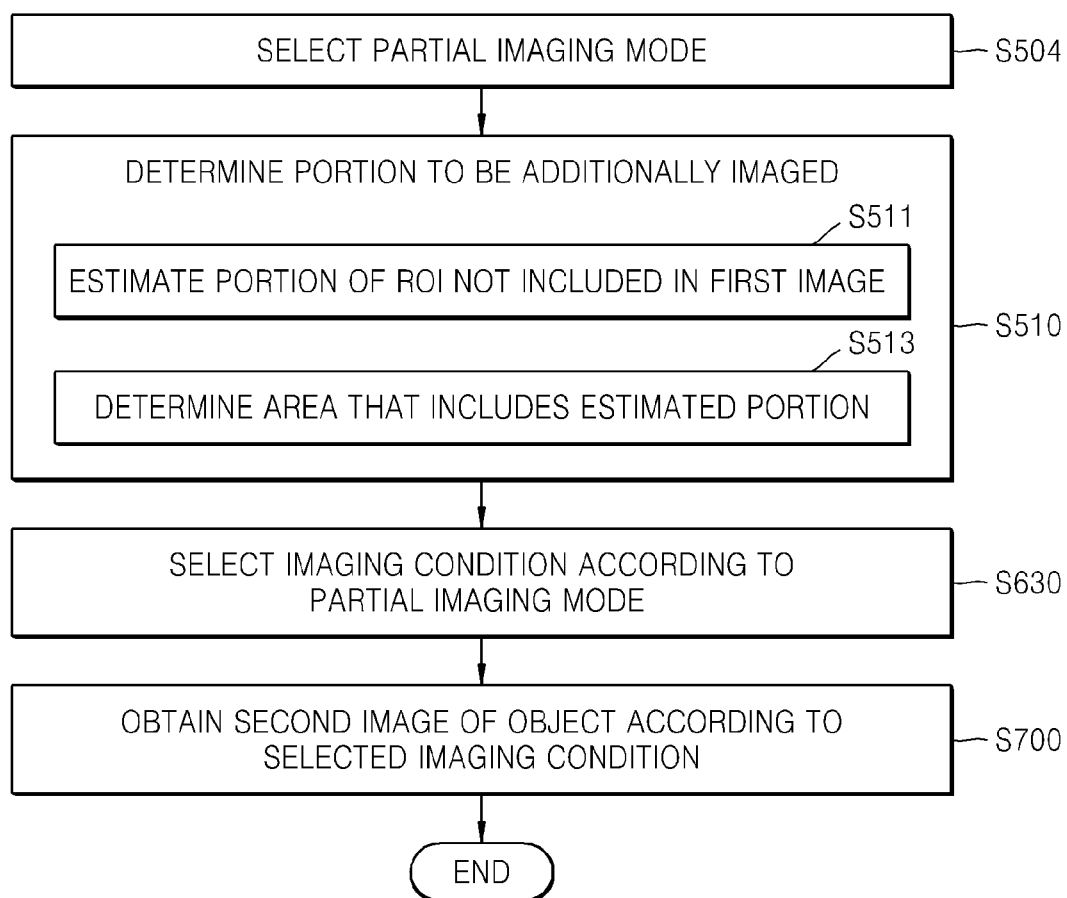 SELECT PARTIAL IMAGING MODE
S504
DETERMINE PORTION TO BE ADDITIONALLY IMAGED
S511
ESTIMATE PORTION OF ROI NOT INCLUDED IN FIRST IMAGE
S510
S513
DETERMINE AREA THAT INCLUDES ESTIMATED PORTION
SELECT IMAGING CONDITION ACCORDING TO
PARTIAL IMAGING MODE
S630
OBTAIN SECOND IMAGE OF OBJECT ACCORDING TO
SELECTED IMAGING CONDITION
S700
END